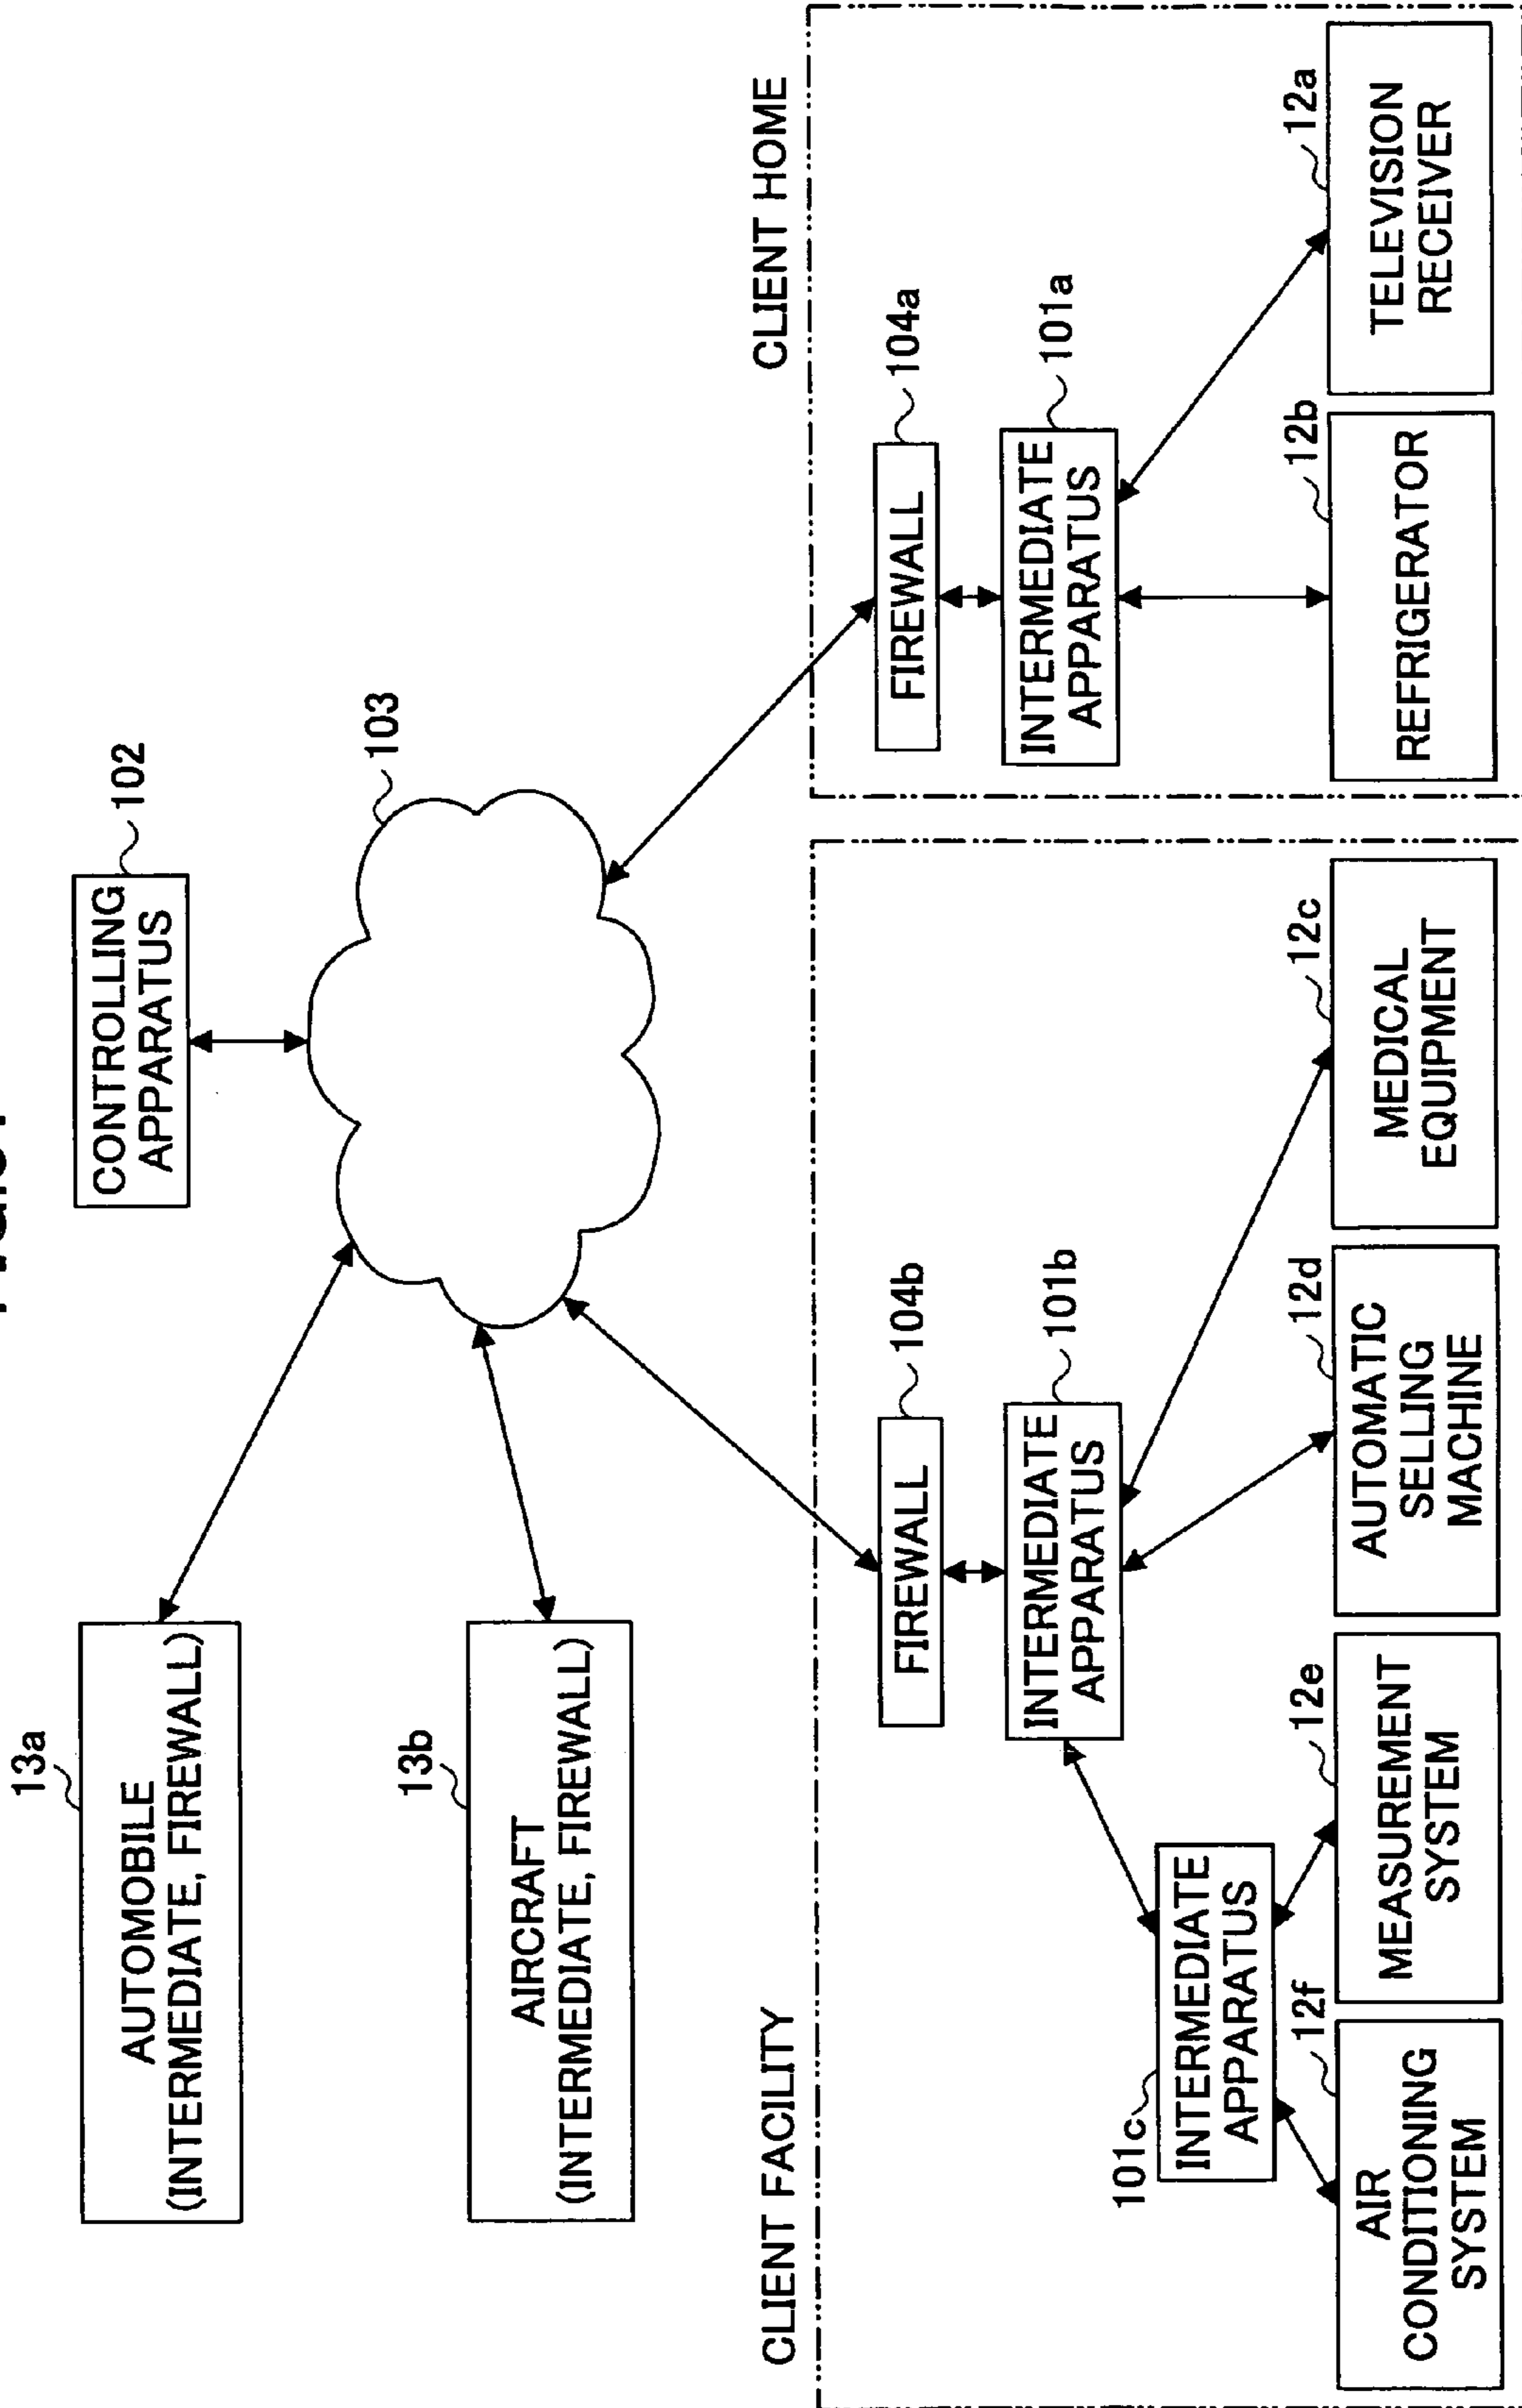 CONTROLLING
APPARATUS
102
103
13a
AUTOMOBILE
(INTERMEDIATE, FIREWALL)
13b
AIRCRAFT
(INTERMEDIATE, FIREWALL)
CLIENT FACILITY
FIREWALL
104b
INTERMEDIATE
APPARATUS
101b
101c
INTERMEDIATE
APPARATUS
12f
AIR
CONDITIONING
SYSTEM
12e
MEASUREMENT
SYSTEM
12d
AUTOMATIC
SELLING
MACHINE
12c
MEDICAL
EQUIPMENT
CLIENT HOME
FIREWALL
104a
INTERMEDIATE
APPARATUS
101a
12b
REFRIGERATOR
12a
TELEVISION
RECEIVER